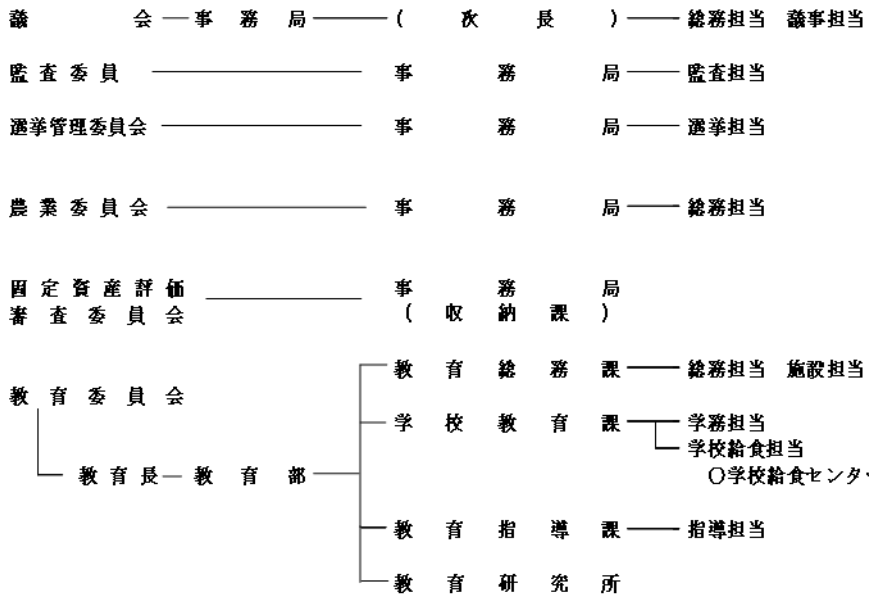 議会 事務局 (次長) 総務担当 議事担当
監査委員 事務局 監査担当
選挙管理委員会 事務局 選挙担当
農業委員会 事務局 総務担当
固定資産評価 事務局
審査委員会 (収納課)
教育総務課 総務担当 施設担当
教育委員会
学校教育課 学務担当
学校給食担当
教育長 教育部 〇学校給食センター
教育指導課 指導担当
教育研究所